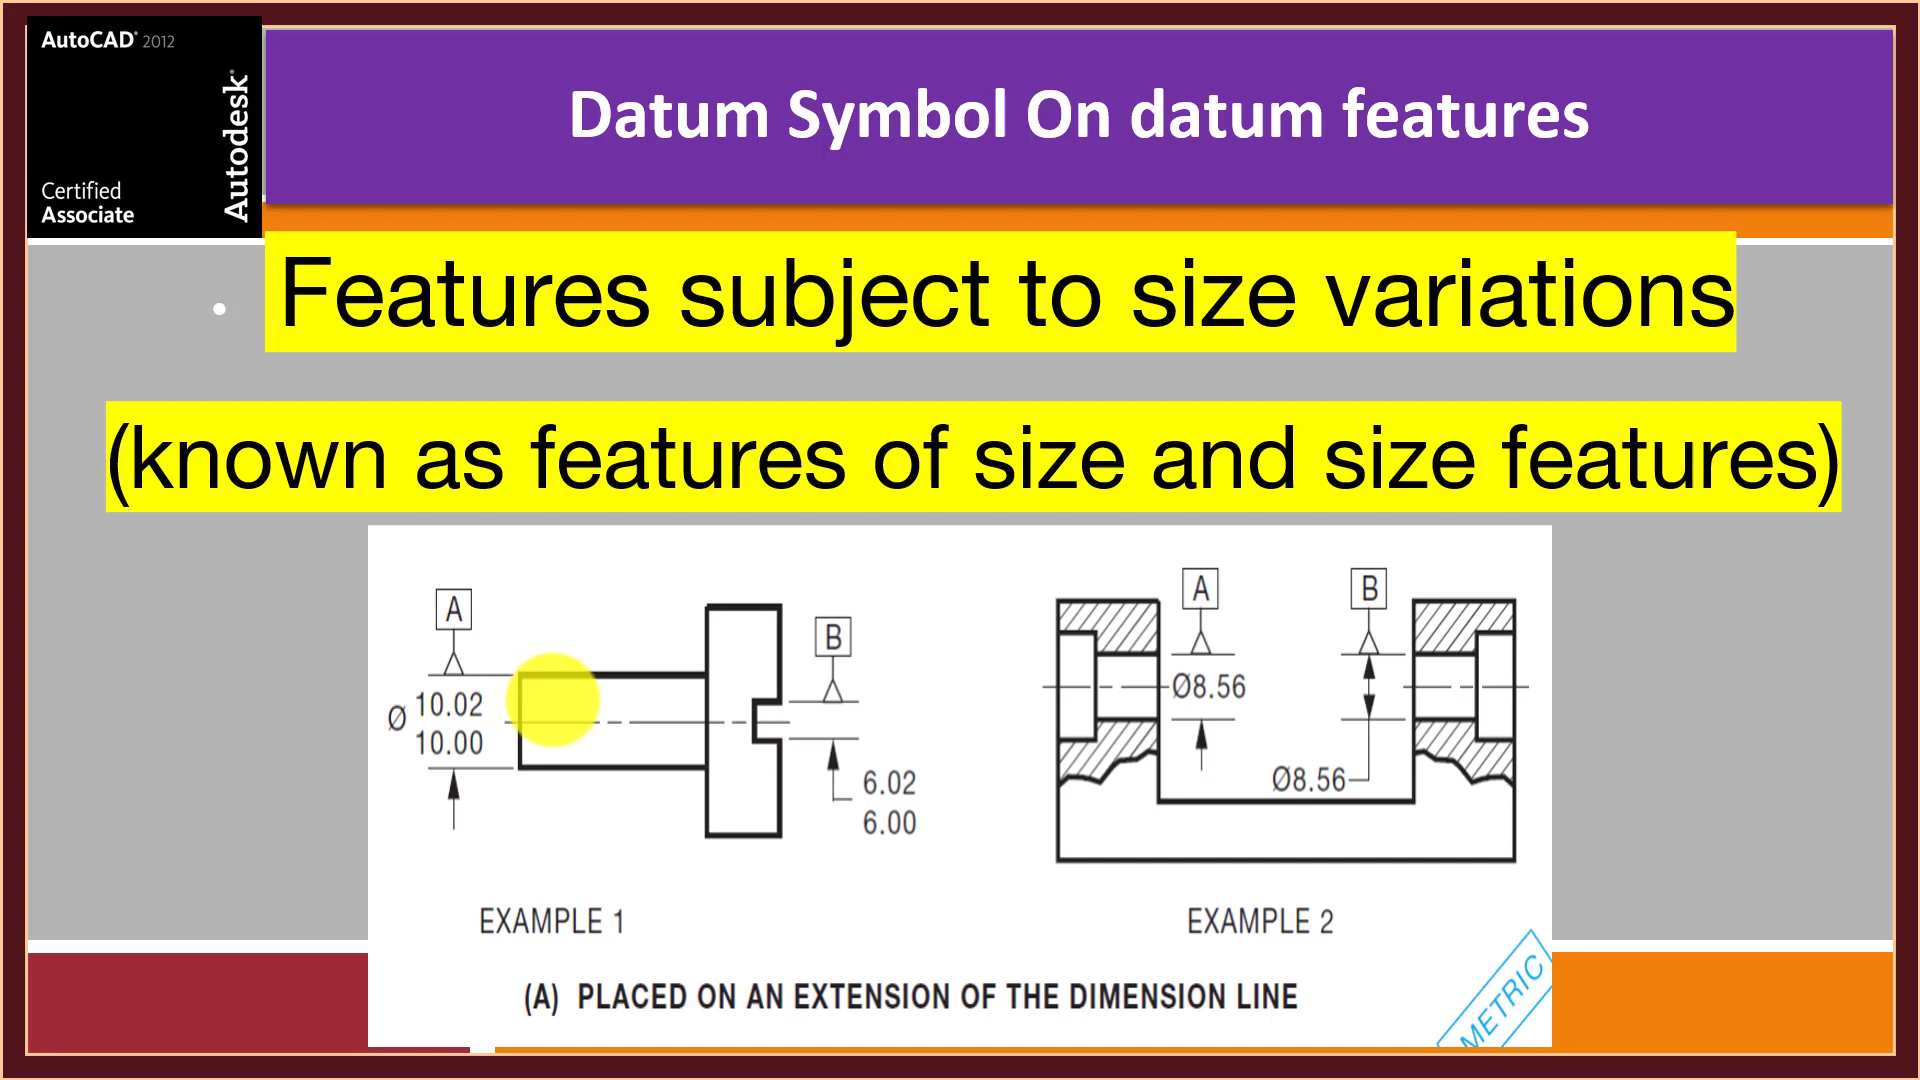 AutoCAD® 2012
Autodesk®
Certified
Associate
Datum Symbol On datum features
• Features subject to size variations
(known as features of size and size features)
A
Ø 10.02
10.00
B
6.02
6.00
EXAMPLE 1
A
B
Ø8.56
Ø8.56
EXAMPLE 2
(A) PLACED ON AN EXTENSION OF THE DIMENSION LINE
METRIC